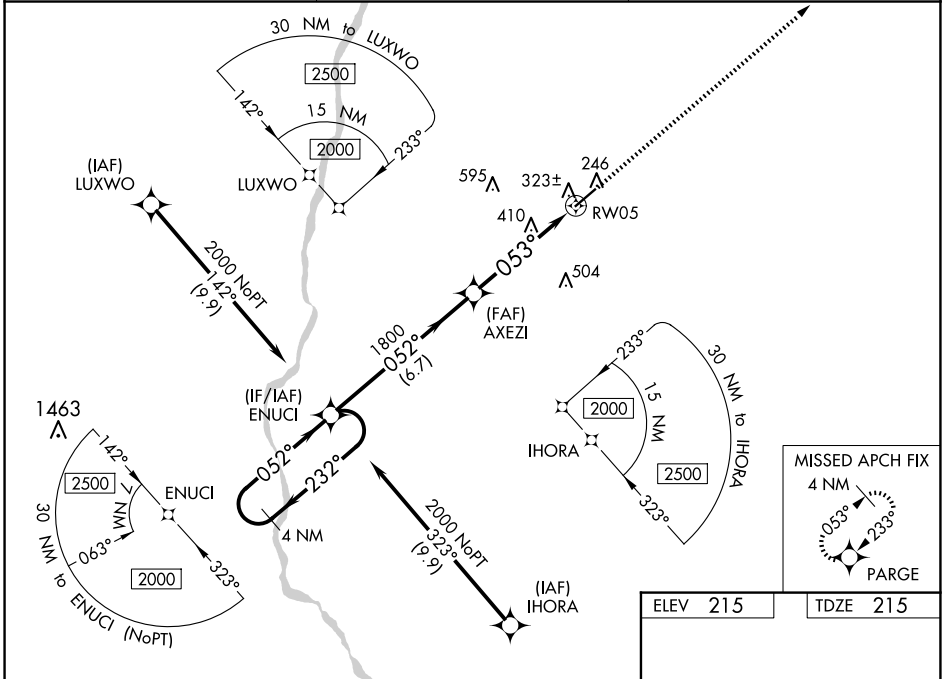 30 NM to LUXWO
2500
142°
15 NM
2000
233°
LUXWO
(IAF)
LUXWO
2000 NoPT
142°
(9.9)
595
323±
246
410
RW05
053°
504
(FAF)
AXEZI
1800
052°
(6.7)
(IF/IAF)
ENUCI
052°
232°
4 NM
1463
142°
2500
7 NM
063°
ENUCI
2000
323°
30 NM to ENUCI (NoPT)
2000 NoPT
323°
(9.9)
(IAF)
IHORA
233°
15 NM
2000
30 NM to IHORA
IHORA
2500
323°
MISSED APCH FIX
4 NM
053°
233°
PARGE
ELEV 215
TDZE 215